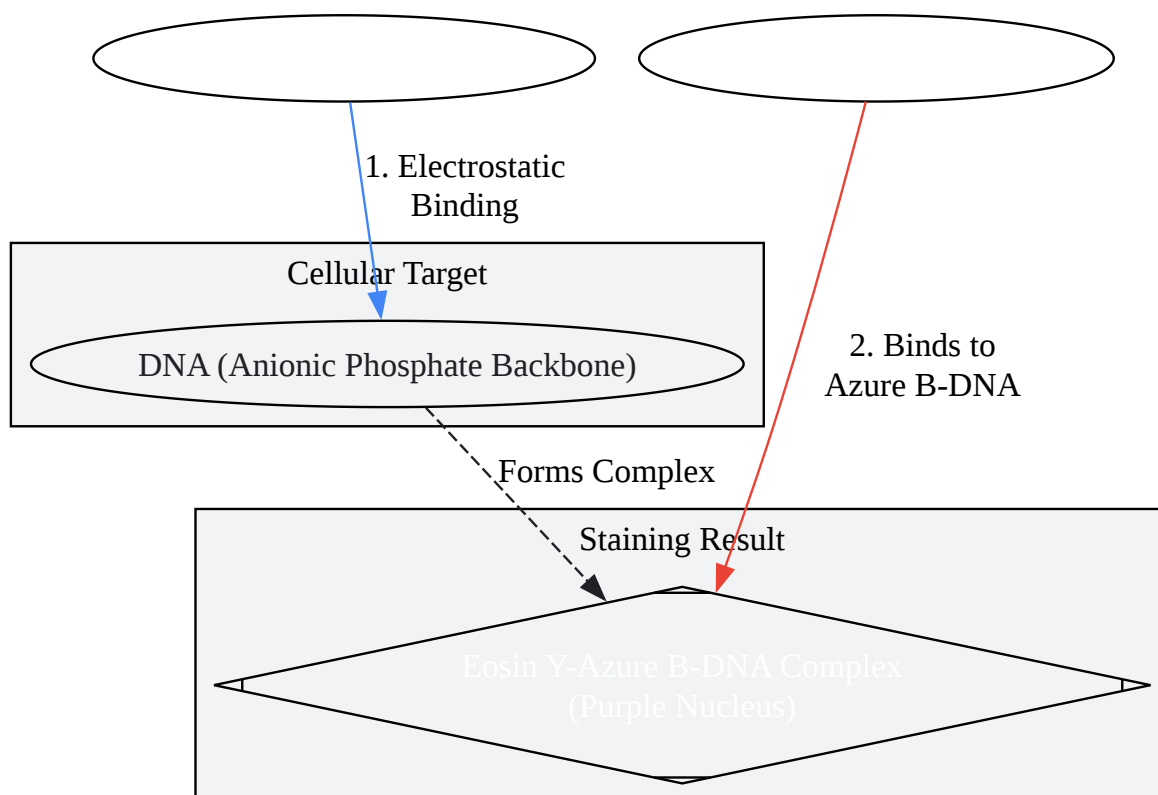 1. Electrostatic
Binding
Cellular Target
DNA (Anionic Phosphate Backbone)
2. Binds to
Azure B-DNA
Forms Complex
Staining Result
Eosin Y-Azure B-DNA Complex
(Purple Nucleus)